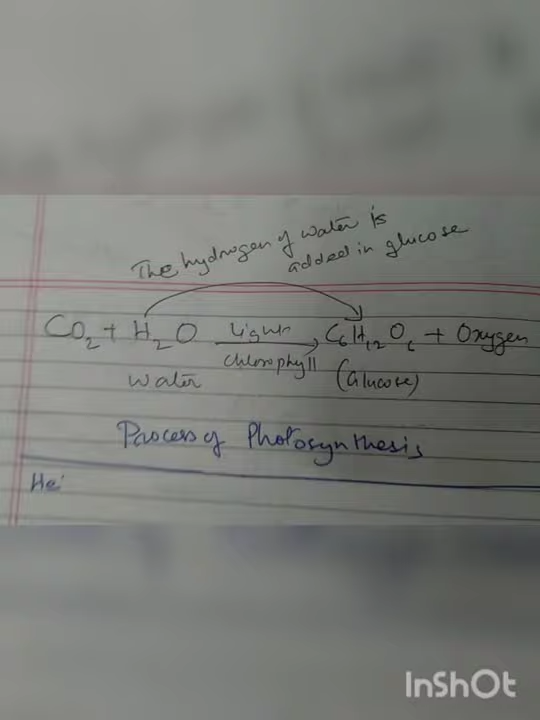 The hydrogen of water is
added in glucose
CO2 + H2O Light C6H12O6 + Oxygen
chlorophyll
water (Glucose)
Process of Photosynthesis
He
InShOt